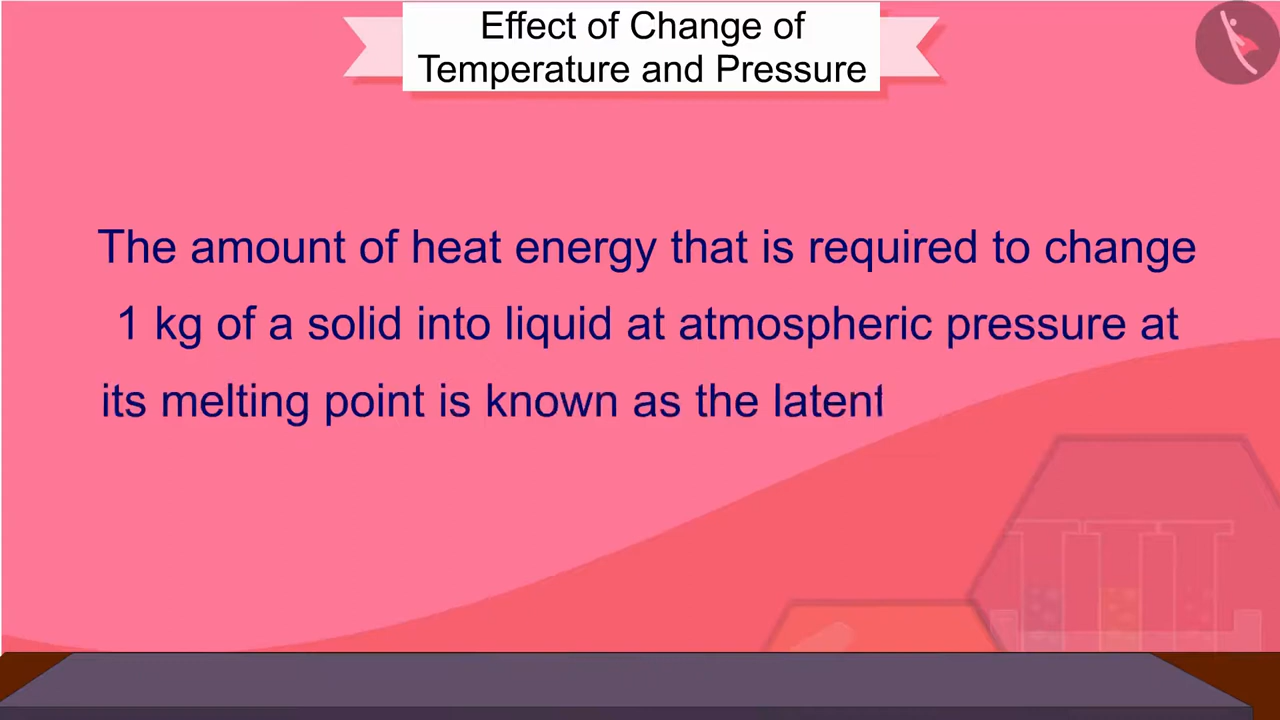 Effect of Change of
Temperature and Pressure
The amount of heat energy that is required to change
1 kg of a solid into liquid at atmospheric pressure at
its melting point is known as the latent